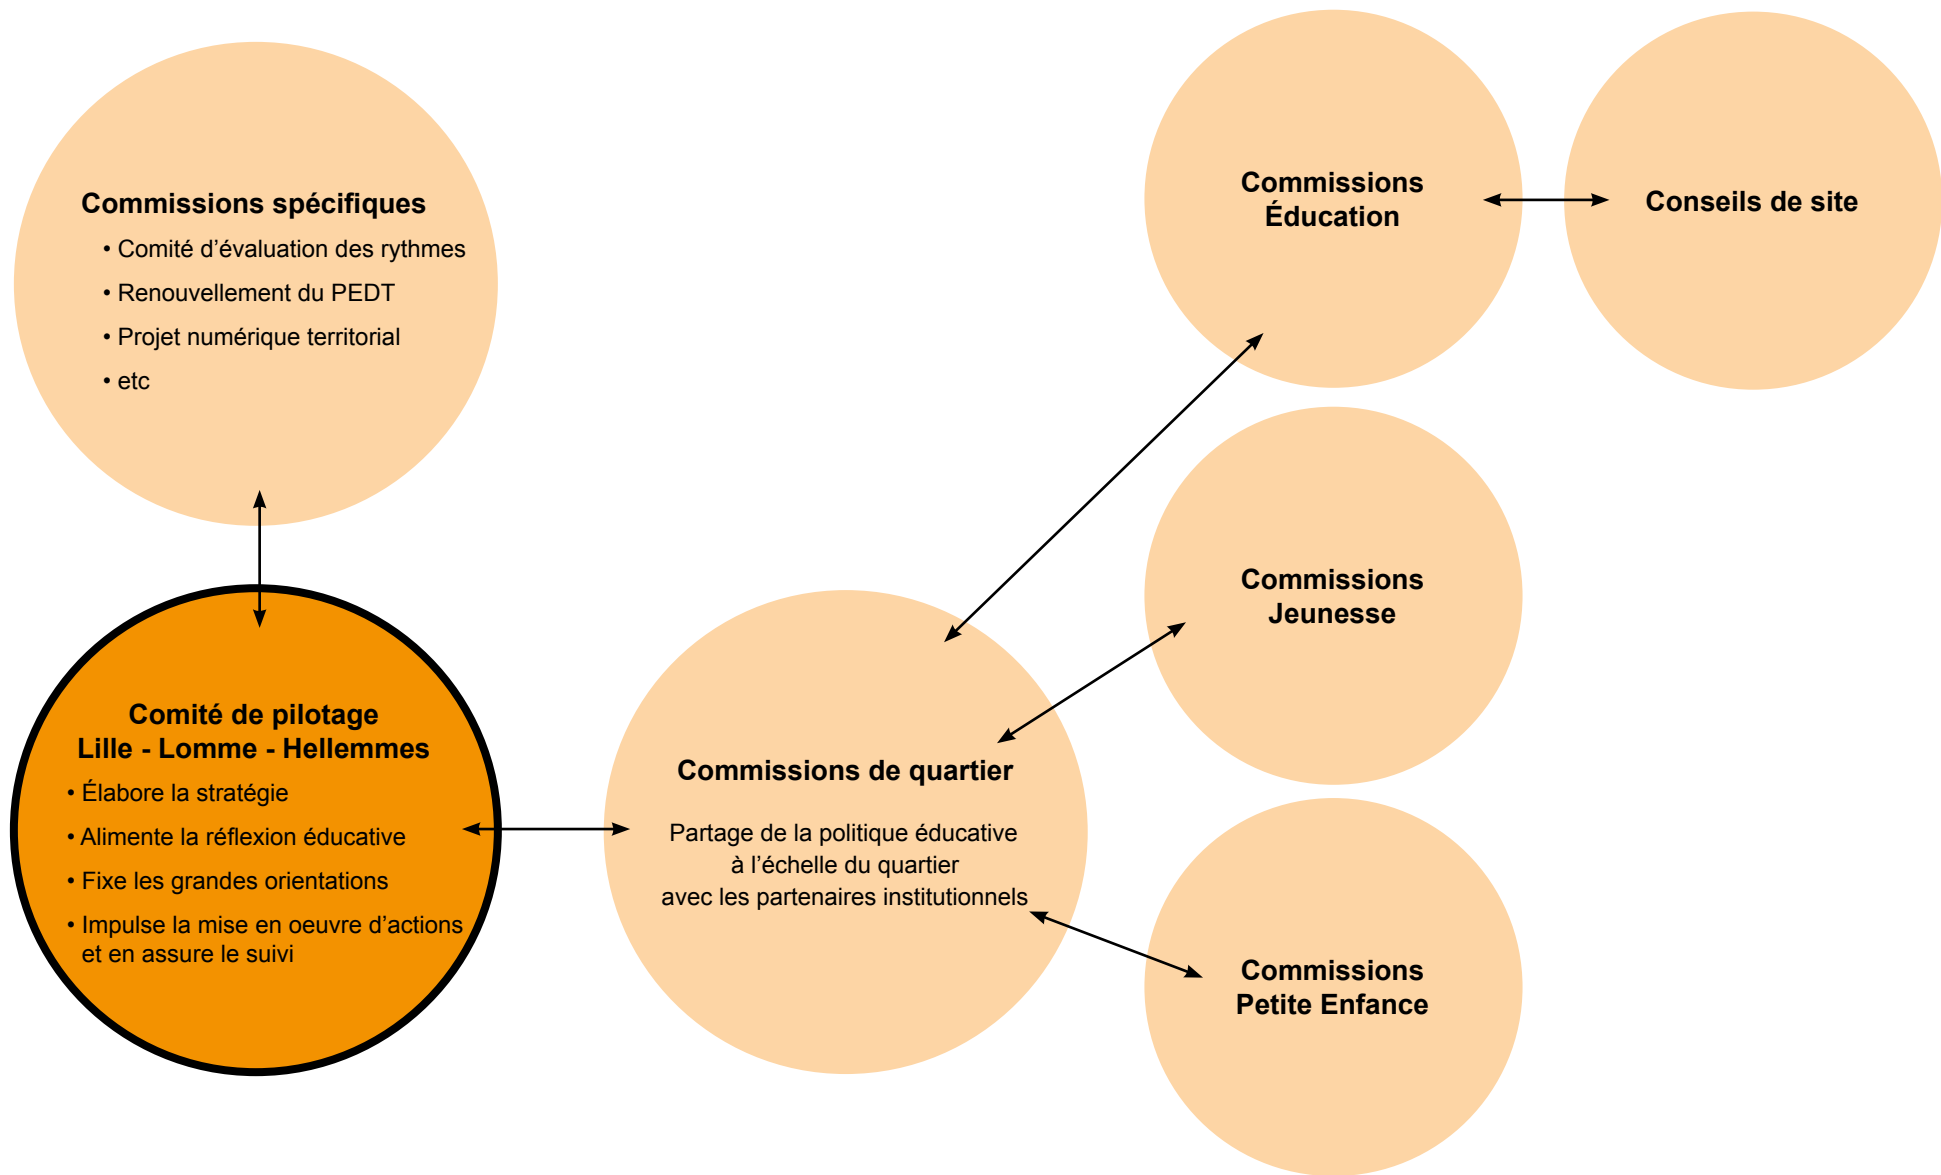 Commissions spécifiques
• Comité d’évaluation des rythmes
• Renouvellement du PEDT
• Projet numérique territorial
• etc
Comité de pilotage
Lille - Lomme - Hellemmes
• Élabore la stratégie
• Alimente la réflexion éducative
• Fixe les grandes orientations
• Impulse la mise en oeuvre d’actions
et en assure le suivi
Commissions de quartier
Partage de la politique éducative
à l’échelle du quartier
avec les partenaires institutionnels
Commissions
Éducation
Conseils de site
Commissions
Jeunesse
Commissions
Petite Enfance